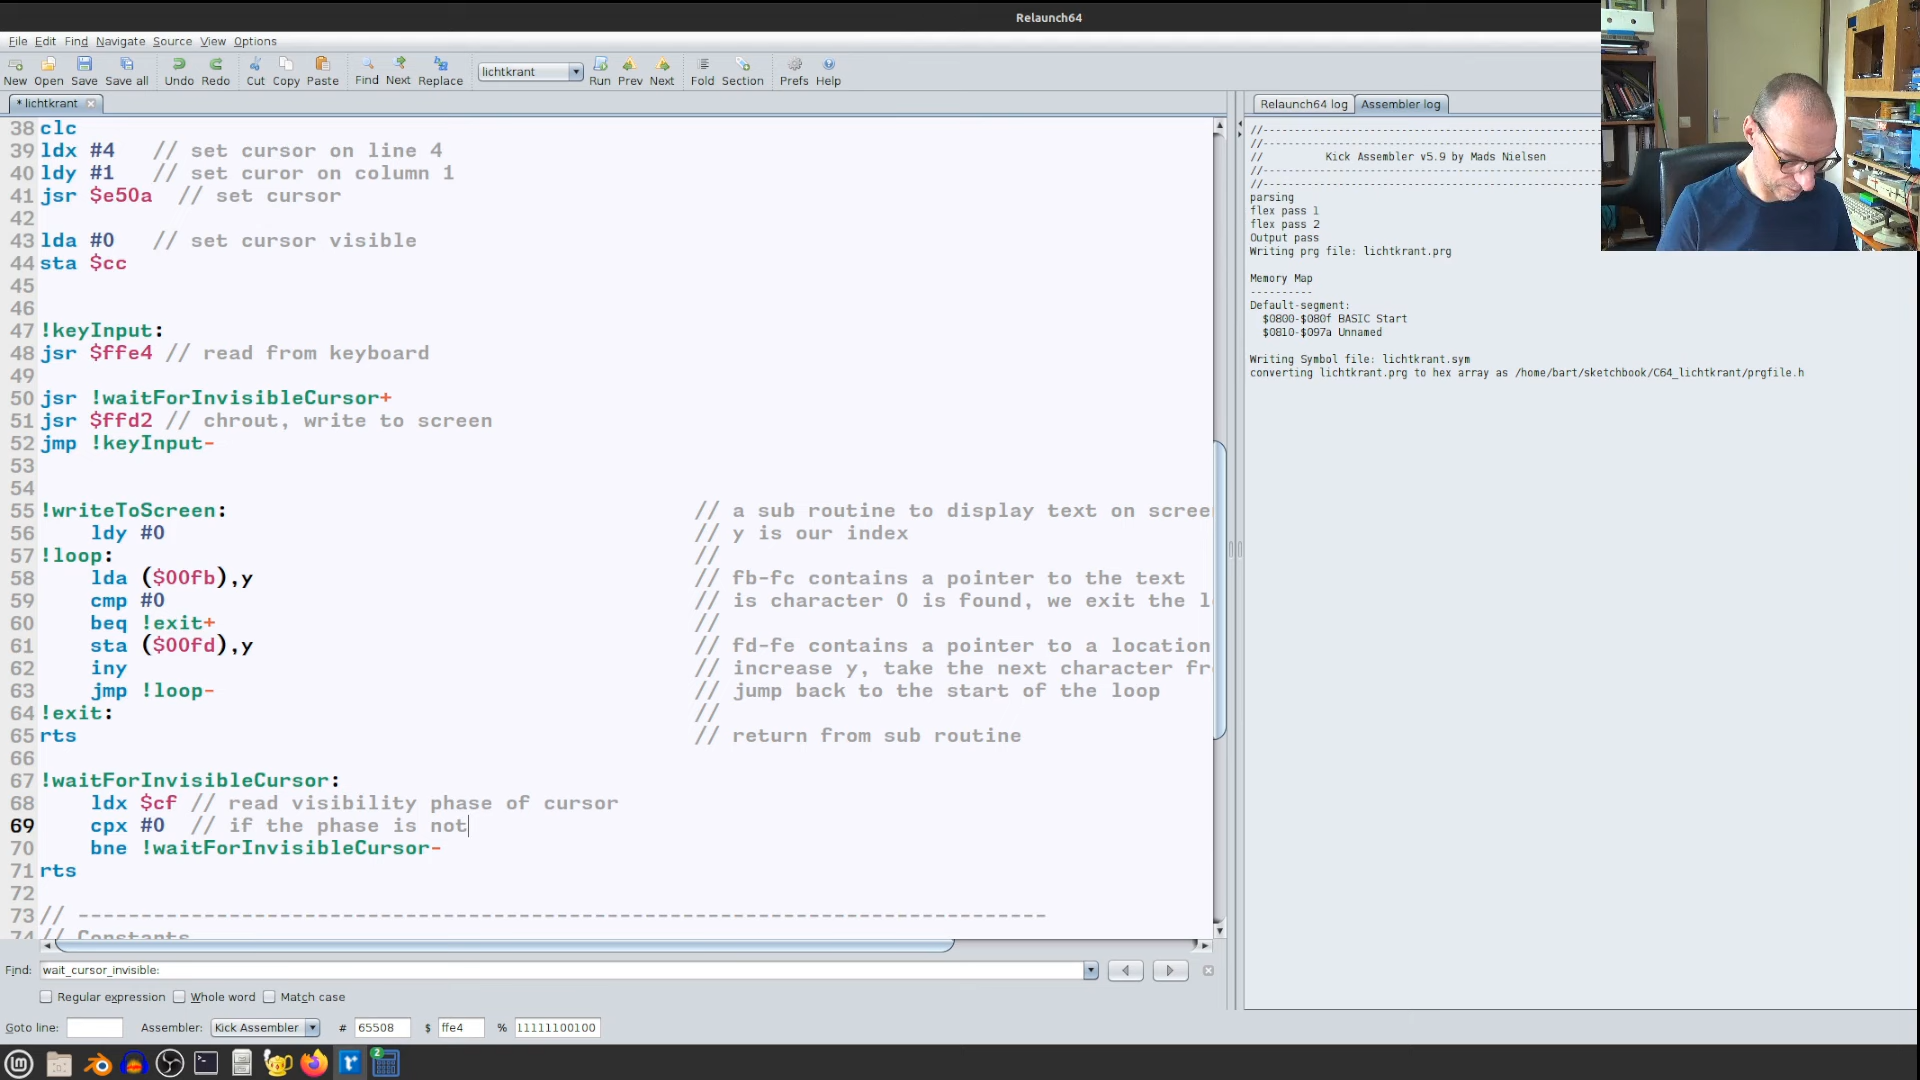 Relaunch64
File Edit Find Navigate Source View Options
New Open Save Save all Undo Redo Cut Copy Paste Find Next Replace lichtkrant Run Prev Next Fold Section Prefs Help
* lichtkrant
38 clc
39 ldx #4 // set cursor on line 4
40 ldy #1 // set curor on column 1
41 jsr $e50a // set cursor
42
43 lda #0 // set cursor visible
44 sta $cc
45
46
47 !keyInput:
48 jsr $ffe4 // read from keyboard
49
50 jsr !waitForInvisibleCursor+
51 jsr $ffd2 // chrout, write to screen
52 jmp !keyInput-
53
54
55 !writeToScreen: // a sub routine to display text on scree
56 ldy #0 // y is our index
57 !loop: //
58 lda ($00fb),y // fb-fc contains a pointer to the text
59 cmp #0 // is character 0 is found, we exit the l
60 beq !exit+ //
61 sta ($00fd),y // fd-fe contains a pointer to a location
62 iny // increase y, take the next character fr
63 jmp !loop- // jump back to the start of the loop
64 !exit: //
65 rts // return from sub routine
66
67 !waitForInvisibleCursor:
68 ldx $cf // read visibility phase of cursor
69 cpx #0 // if the phase is not
70 bne !waitForInvisibleCursor-
71 rts
72
73 // -----------------------------------------------------------------------------
74 // Constants
Find: wait_cursor_invisible:
Regular expression Whole word Match case
Goto line: Assembler: Kick Assembler # 65508 $ ffe4 % 11111100100
Relaunch64 log Assembler log
//------------------------------------------------------
//------------------------------------------------------
// Kick Assembler v5.9 by Mads Nielsen
//------------------------------------------------------
//------------------------------------------------------
parsing
flex pass 1
flex pass 2
Output pass
Writing prg file: lichtkrant.prg
Memory Map
----------
Default-segment:
$0800-$080f BASIC Start
$0810-$097a Unnamed
Writing Symbol file: lichtkrant.sym
converting lichtkrant.prg to hex array as /home/bart/sketchbook/C64_lichtkrant/prgfile.h
2